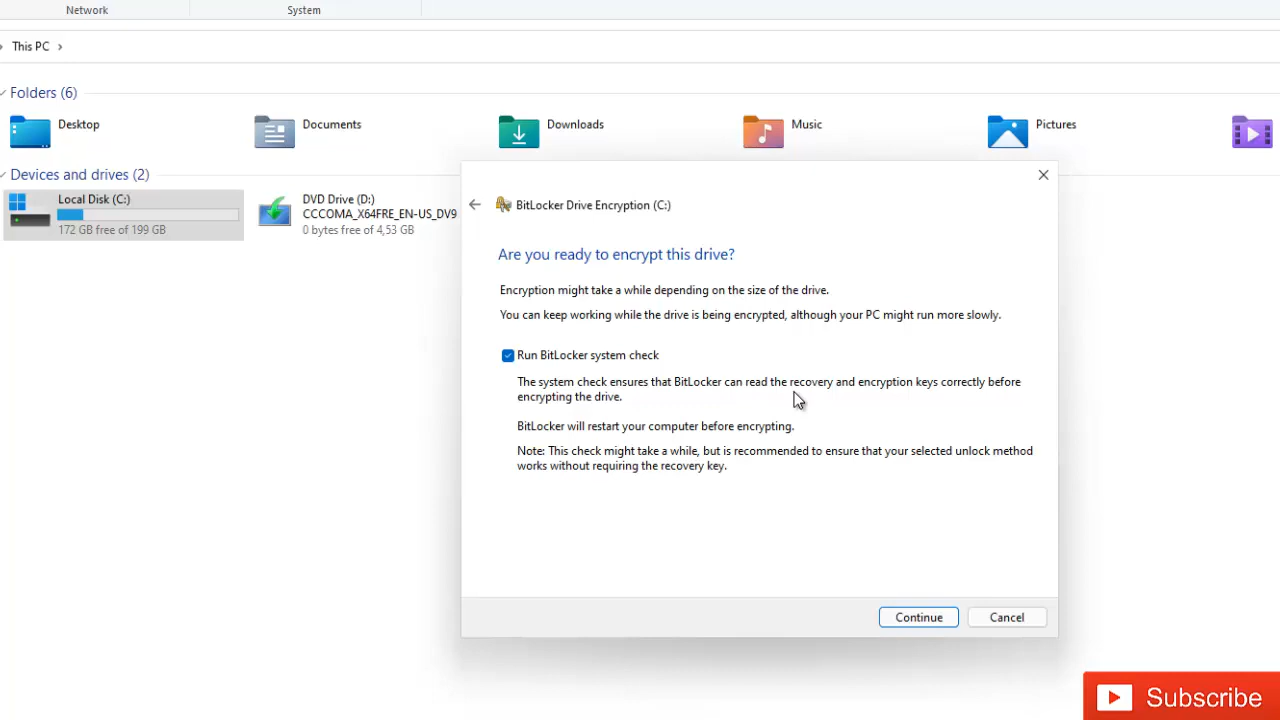 Network
System
This PC
Folders (6)
Desktop
Documents
Downloads
Music
Pictures
Devices and drives (2)
Local Disk (C:)
172 GB free of 199 GB
DVD Drive (D:)
CCCOMA_X64FRE_EN-US_DV9
0 bytes free of 4,53 GB
BitLocker Drive Encryption (C:)
Are you ready to encrypt this drive?
Encryption might take a while depending on the size of the drive.
You can keep working while the drive is being encrypted, although your PC might run more slowly.
Run BitLocker system check
The system check ensures that BitLocker can read the recovery and encryption keys correctly before
encrypting the drive.
BitLocker will restart your computer before encrypting.
Note: This check might take a while, but is recommended to ensure that your selected unlock method
works without requiring the recovery key.
Continue
Cancel
Subscribe